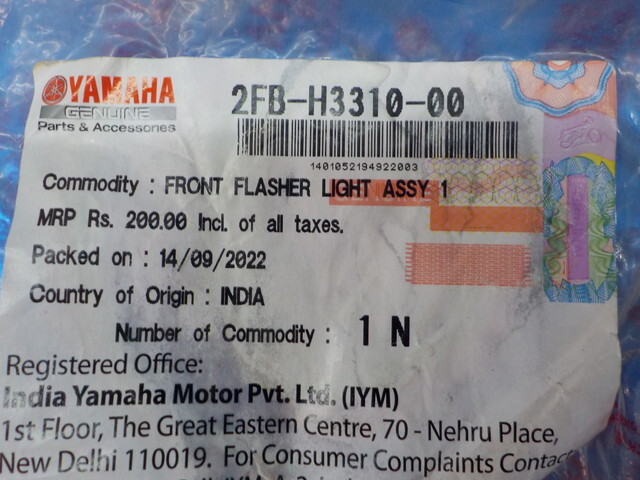 YAMAHA
GENUINE
Parts & Accessories
2FB-H3310-00
1401052194922003
Commodity : FRONT FLASHER LIGHT ASSY 1
MRP Rs. 200.00 Incl. of all taxes.
Packed on : 14/09/2022
Country of Origin : INDIA
Number of Commodity : 1 N
Registered Office:
India Yamaha Motor Pvt. Ltd. (IYM)
1st Floor, The Great Eastern Centre, 70 - Nehru Place,
New Delhi 110019. For Consumer Complaints Contact